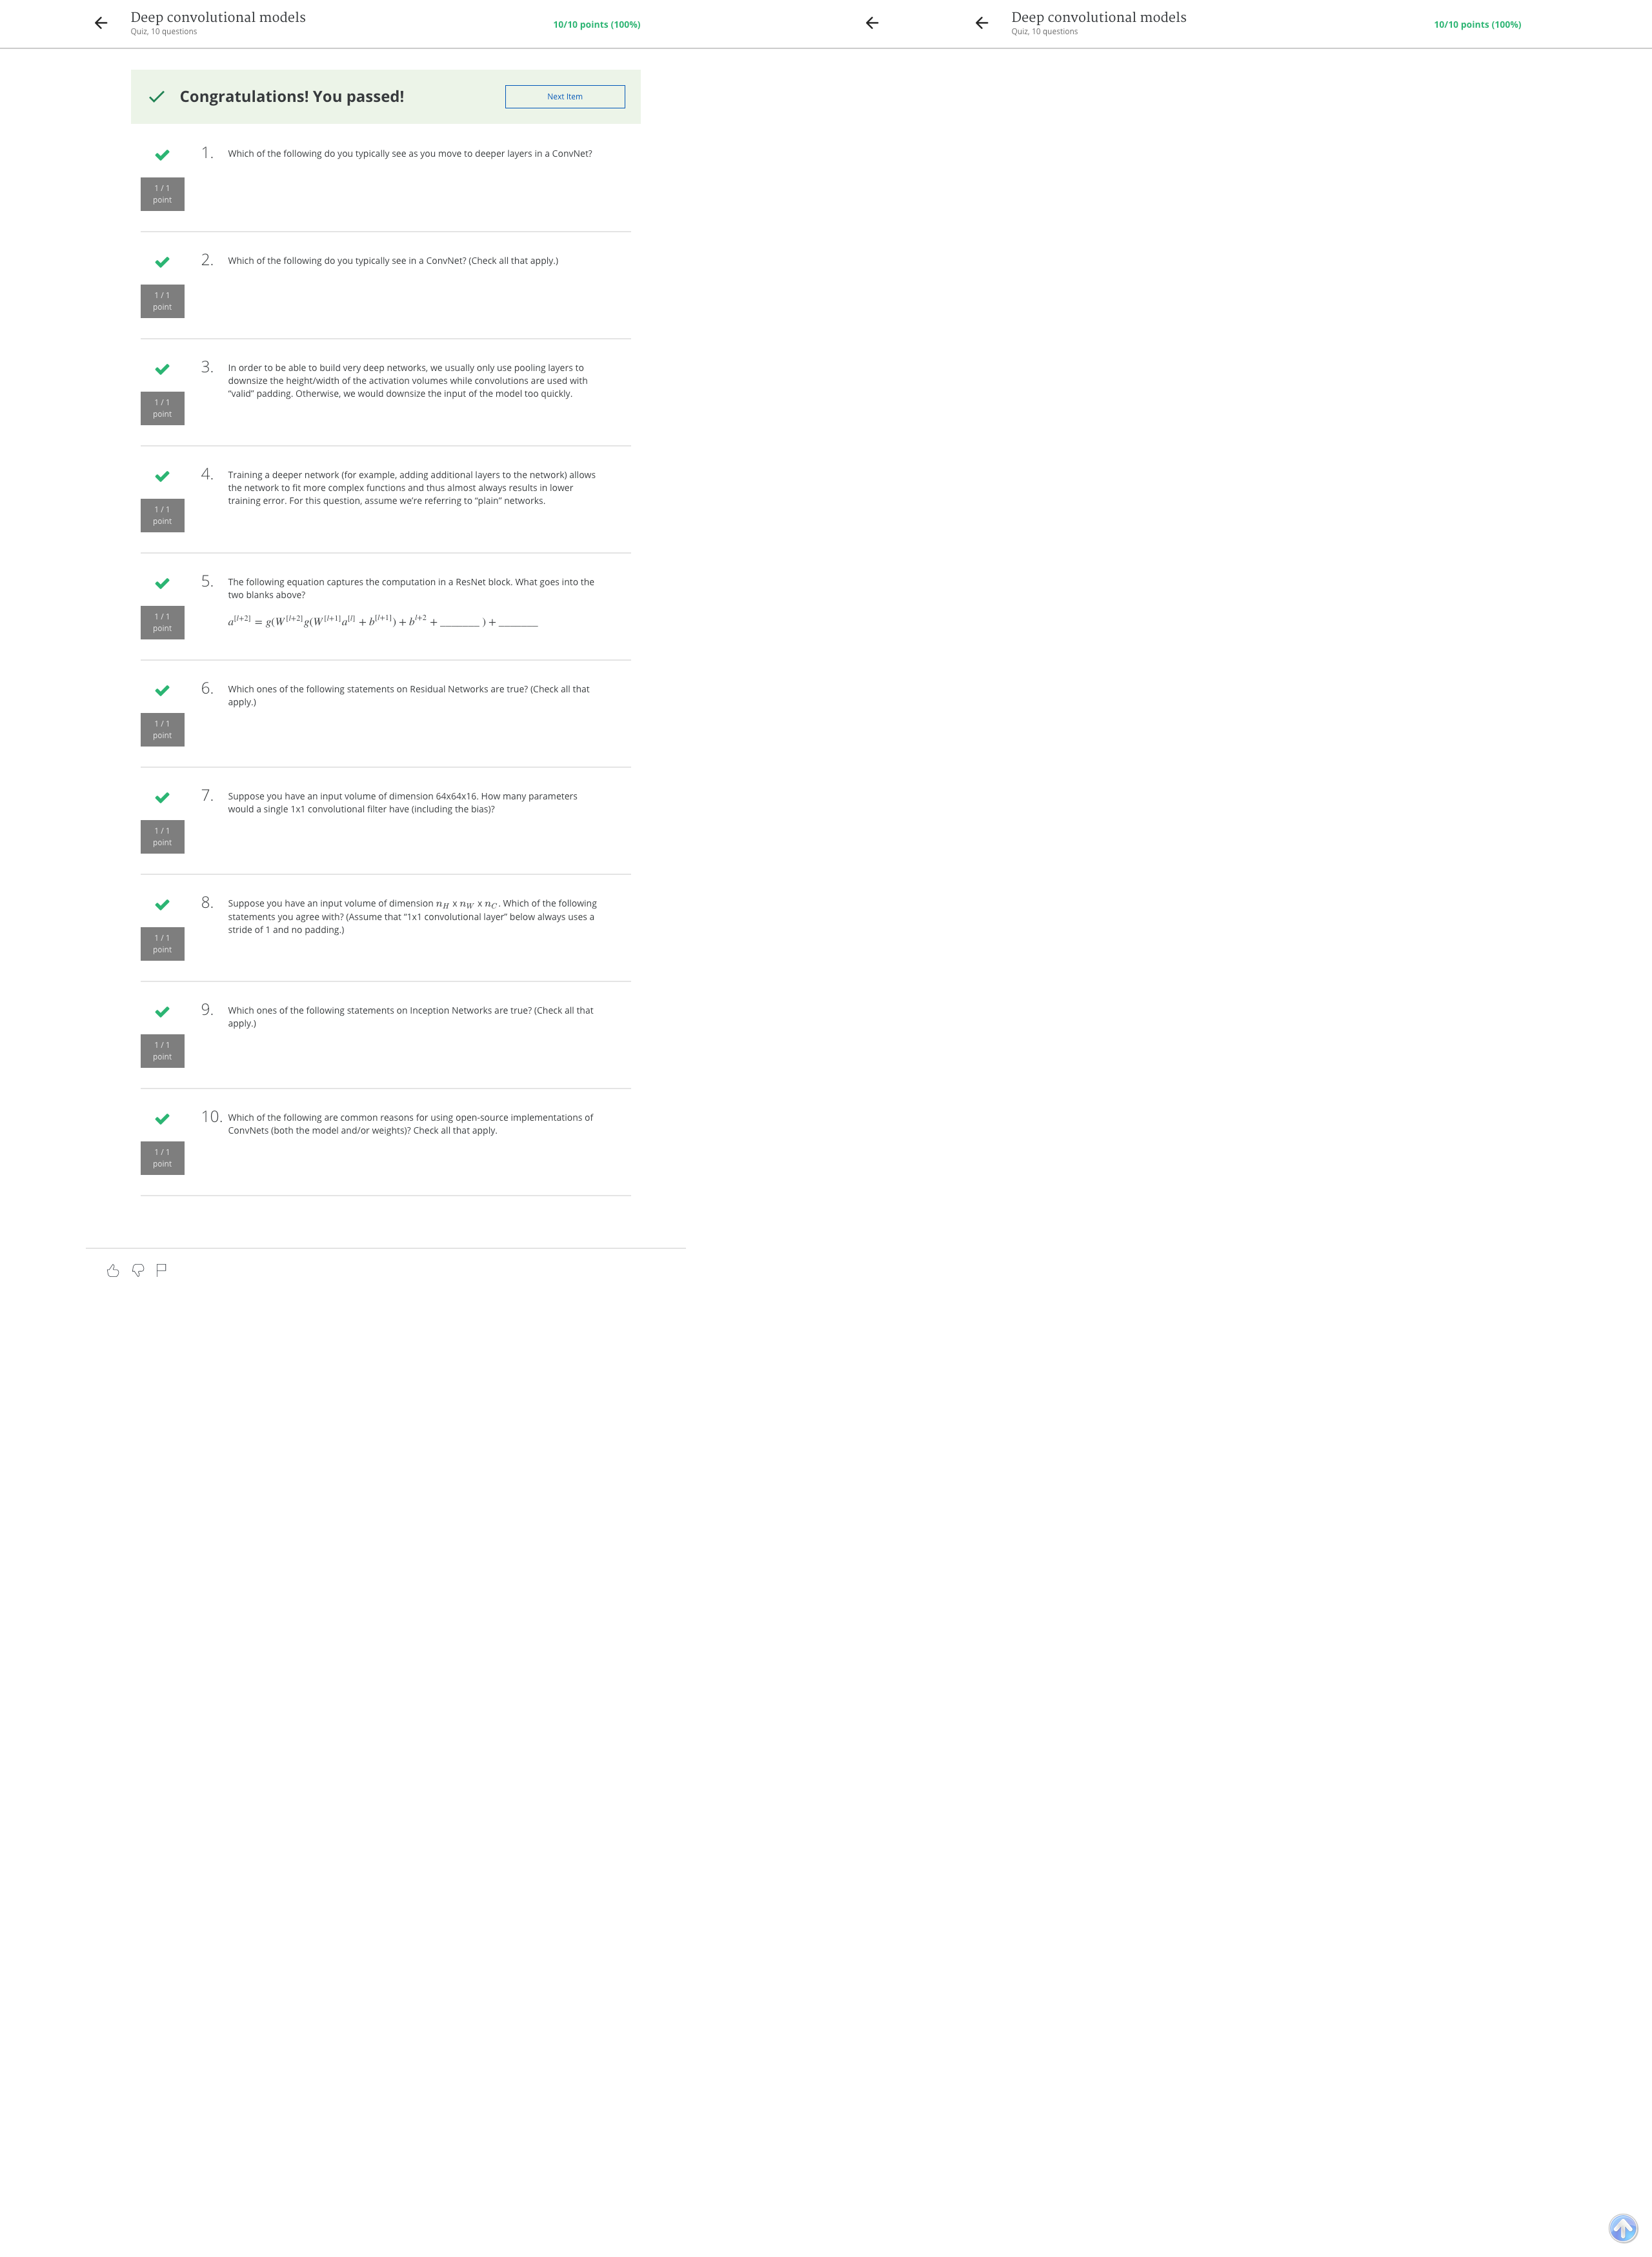 Deep convolutional models
Quiz, 10 questions
10/10 points (100%)
Deep convolutional models
Quiz, 10 questions
10/10 points (100%)
Congratulations! You passed!
Next Item
1. Which of the following do you typically see as you move to deeper layers in a ConvNet?
1 / 1
point
2. Which of the following do you typically see in a ConvNet? (Check all that apply.)
1 / 1
point
3. In order to be able to build very deep networks, we usually only use pooling layers to
downsize the height/width of the activation volumes while convolutions are used with
“valid” padding. Otherwise, we would downsize the input of the model too quickly.
1 / 1
point
4. Training a deeper network (for example, adding additional layers to the network) allows
the network to fit more complex functions and thus almost always results in lower
training error. For this question, assume we’re referring to “plain” networks.
1 / 1
point
5. The following equation captures the computation in a ResNet block. What goes into the
two blanks above?
a^{[l+2]} = g(W^{[l+2]} g(W^{[l+1]} a^{[l]} + b^{[l+1]}) + b^{l+2} + _______ ) + _______
1 / 1
point
6. Which ones of the following statements on Residual Networks are true? (Check all that
apply.)
1 / 1
point
7. Suppose you have an input volume of dimension 64x64x16. How many parameters
would a single 1x1 convolutional filter have (including the bias)?
1 / 1
point
8. Suppose you have an input volume of dimension n_H x n_W x n_C. Which of the following
statements you agree with? (Assume that “1x1 convolutional layer” below always uses a
stride of 1 and no padding.)
1 / 1
point
9. Which ones of the following statements on Inception Networks are true? (Check all that
apply.)
1 / 1
point
10. Which of the following are common reasons for using open-source implementations of
ConvNets (both the model and/or weights)? Check all that apply.
1 / 1
point